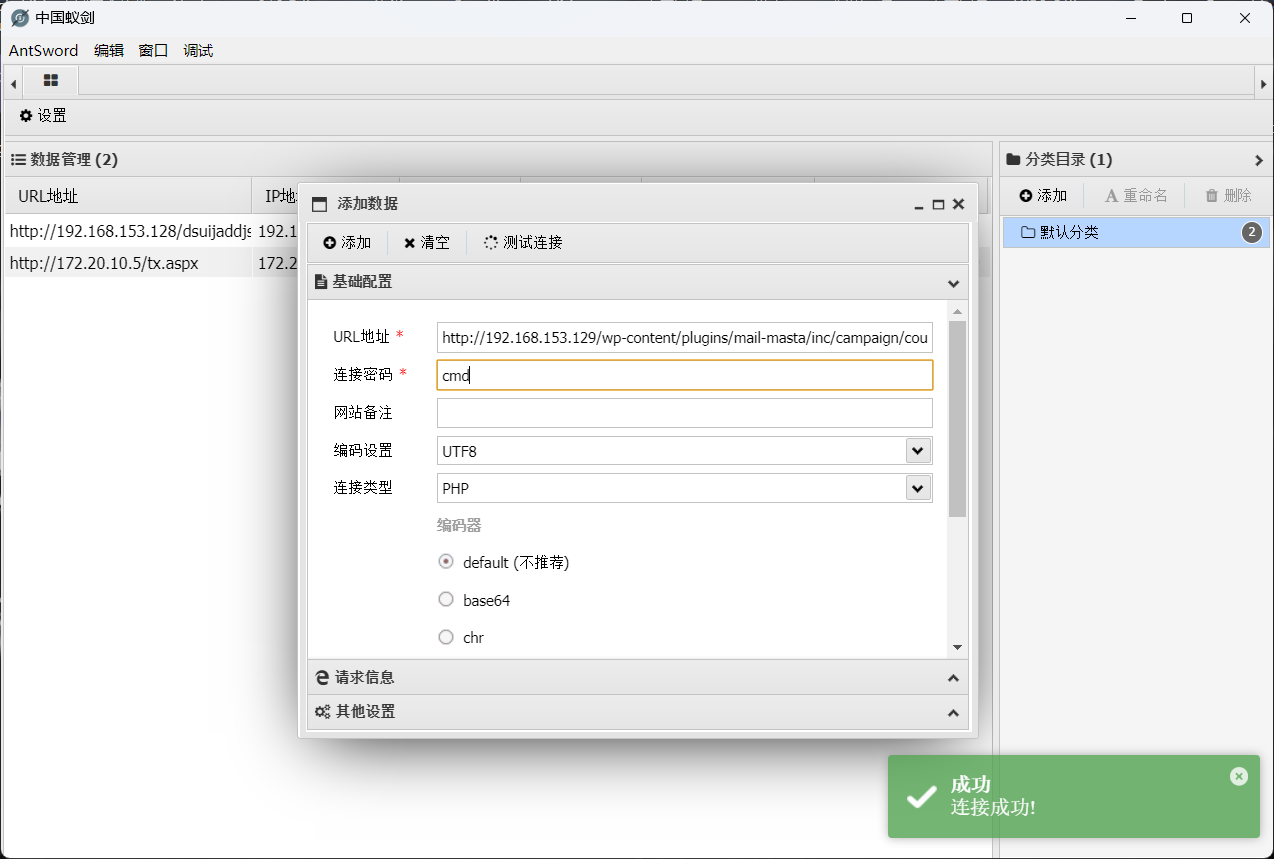 中国蚁剑
AntSword 编辑 窗口 调试
设置
数据管理 (2)
URL地址 IP地
http://192.168.153.128/dsuijaddjs 192.1
http://172.20.10.5/tx.aspx 172.2
添加数据
添加 清空 测试连接
基础配置
URL地址 * http://192.168.153.129/wp-content/plugins/mail-masta/inc/campaign/cou
连接密码 * cmd
网站备注
编码设置 UTF8
连接类型 PHP
编码器
default (不推荐)
base64
chr
请求信息
其他设置
分类目录 (1)
添加 A 重命名 删除
默认分类 2
成功
连接成功!